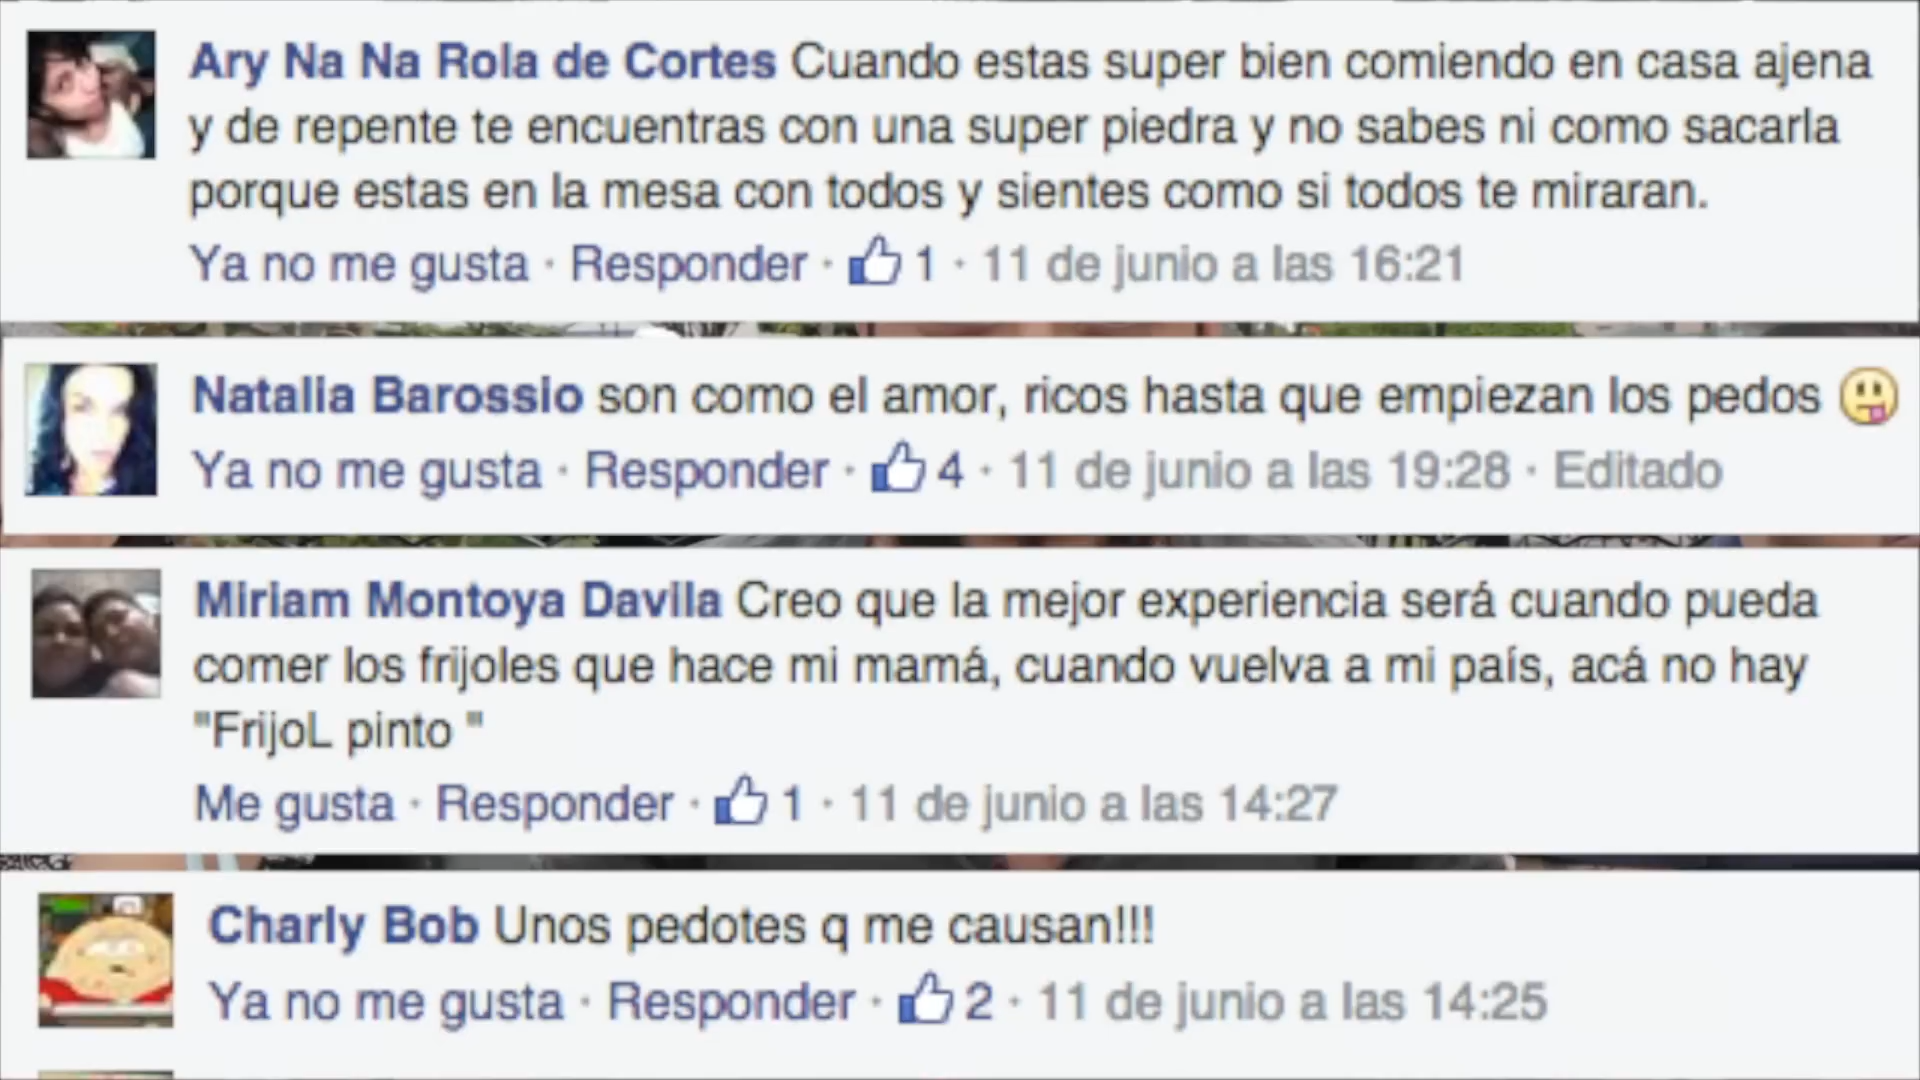 Ary Na Na Rola de Cortes Cuando estas super bien comiendo en casa ajena
y de repente te encuentras con una super piedra y no sabes ni como sacarla
porque estas en la mesa con todos y sientes como si todos te miraran.
Ya no me gusta · Responder · 1 · 11 de junio a las 16:21
Natalia Barossio son como el amor, ricos hasta que empiezan los pedos
Ya no me gusta · Responder · 4 · 11 de junio a las 19:28 · Editado
Miriam Montoya Davila Creo que la mejor experiencia será cuando pueda
comer los frijoles que hace mi mamá, cuando vuelva a mi país, acá no hay
"FrijoL pinto "
Me gusta · Responder · 1 · 11 de junio a las 14:27
Charly Bob Unos pedotes q me causan!!!
Ya no me gusta · Responder · 2 · 11 de junio a las 14:25